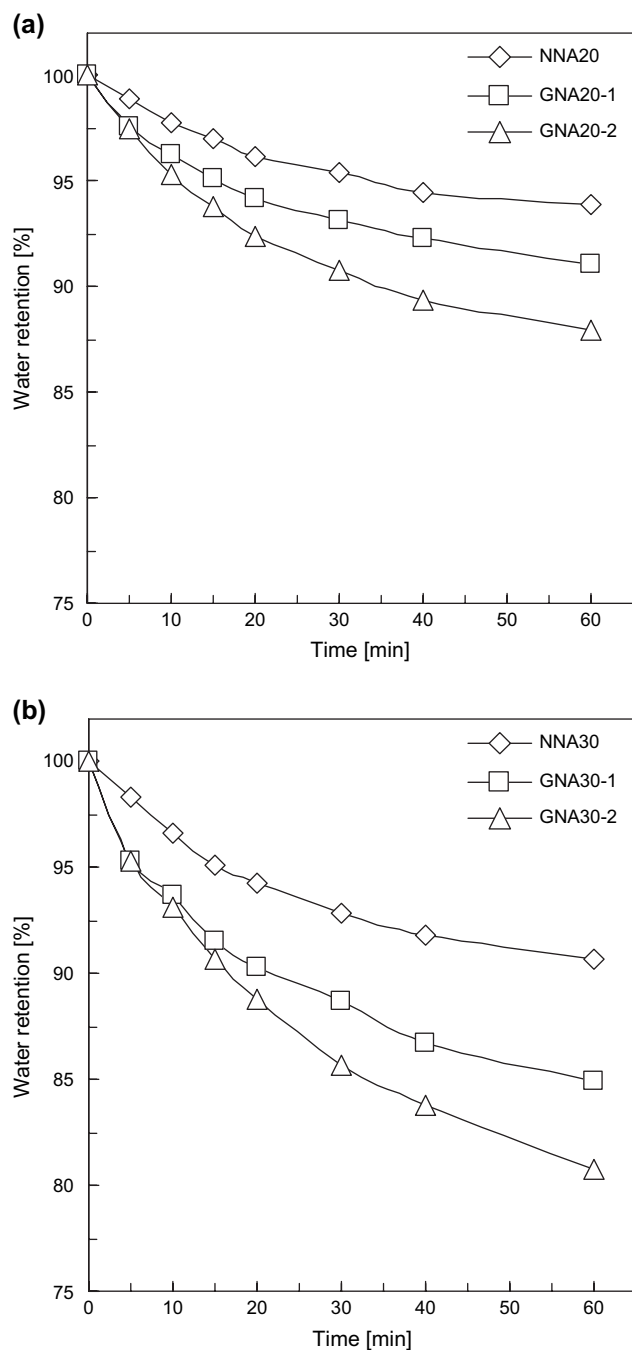 (a)
NNA20
GNA20-1
GNA20-2
Water retention [%]
100
95
90
85
80
75
0 10 20 30 40 50 60
Time [min]
(b)
NNA30
GNA30-1
GNA30-2
Water retention [%]
100
95
90
85
80
75
0 10 20 30 40 50 60
Time [min]